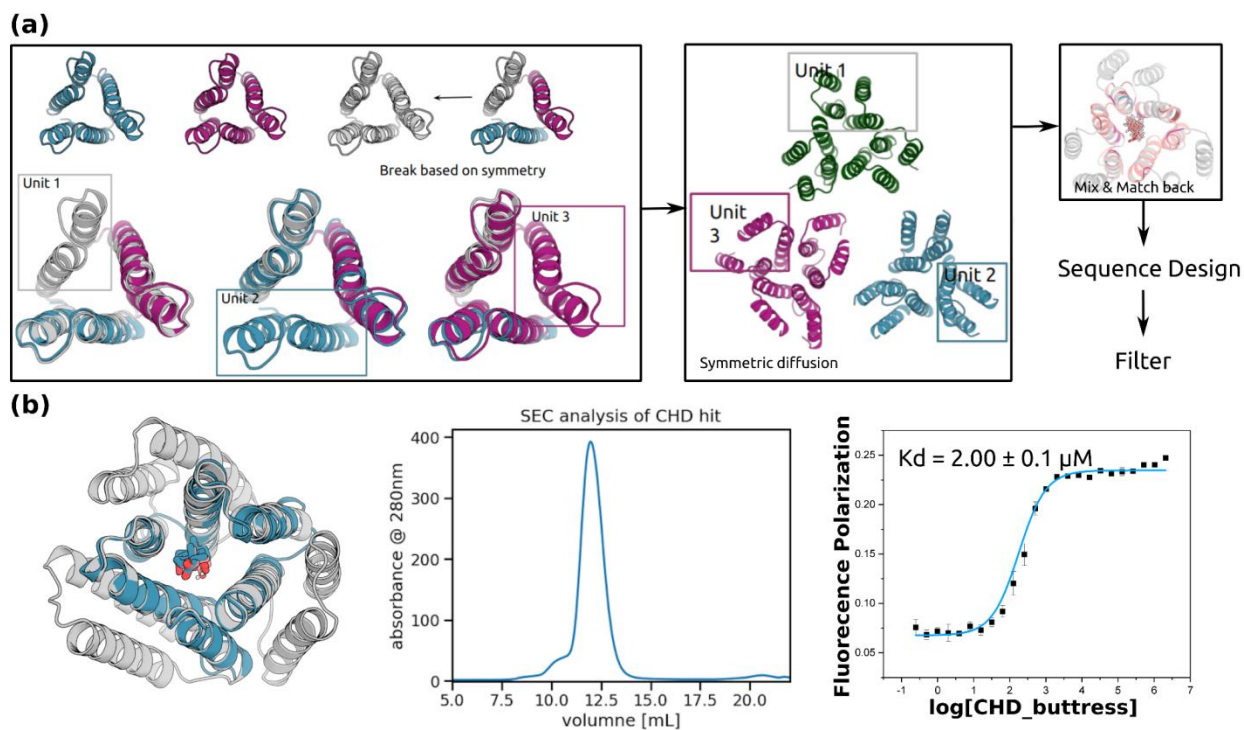 (a)
Break based on symmetry
Unit 1
Unit 2
Unit 3
Unit 1
Unit
3
Unit 2
Symmetric diffusion
Mix & Match back
Sequence Design
Filter
(b)
SEC analysis of CHD hit
absorbance @ 280nm
400
300
200
100
0
5.0 7.5 10.0 12.5 15.0 17.5 20.0
volumne [mL]
Kd = 2.00 ± 0.1 µM
Fluorecence Polarization
0.25
0.20
0.15
0.10
0.05
-1 0 1 2 3 4 5 6 7
log[CHD_buttress]